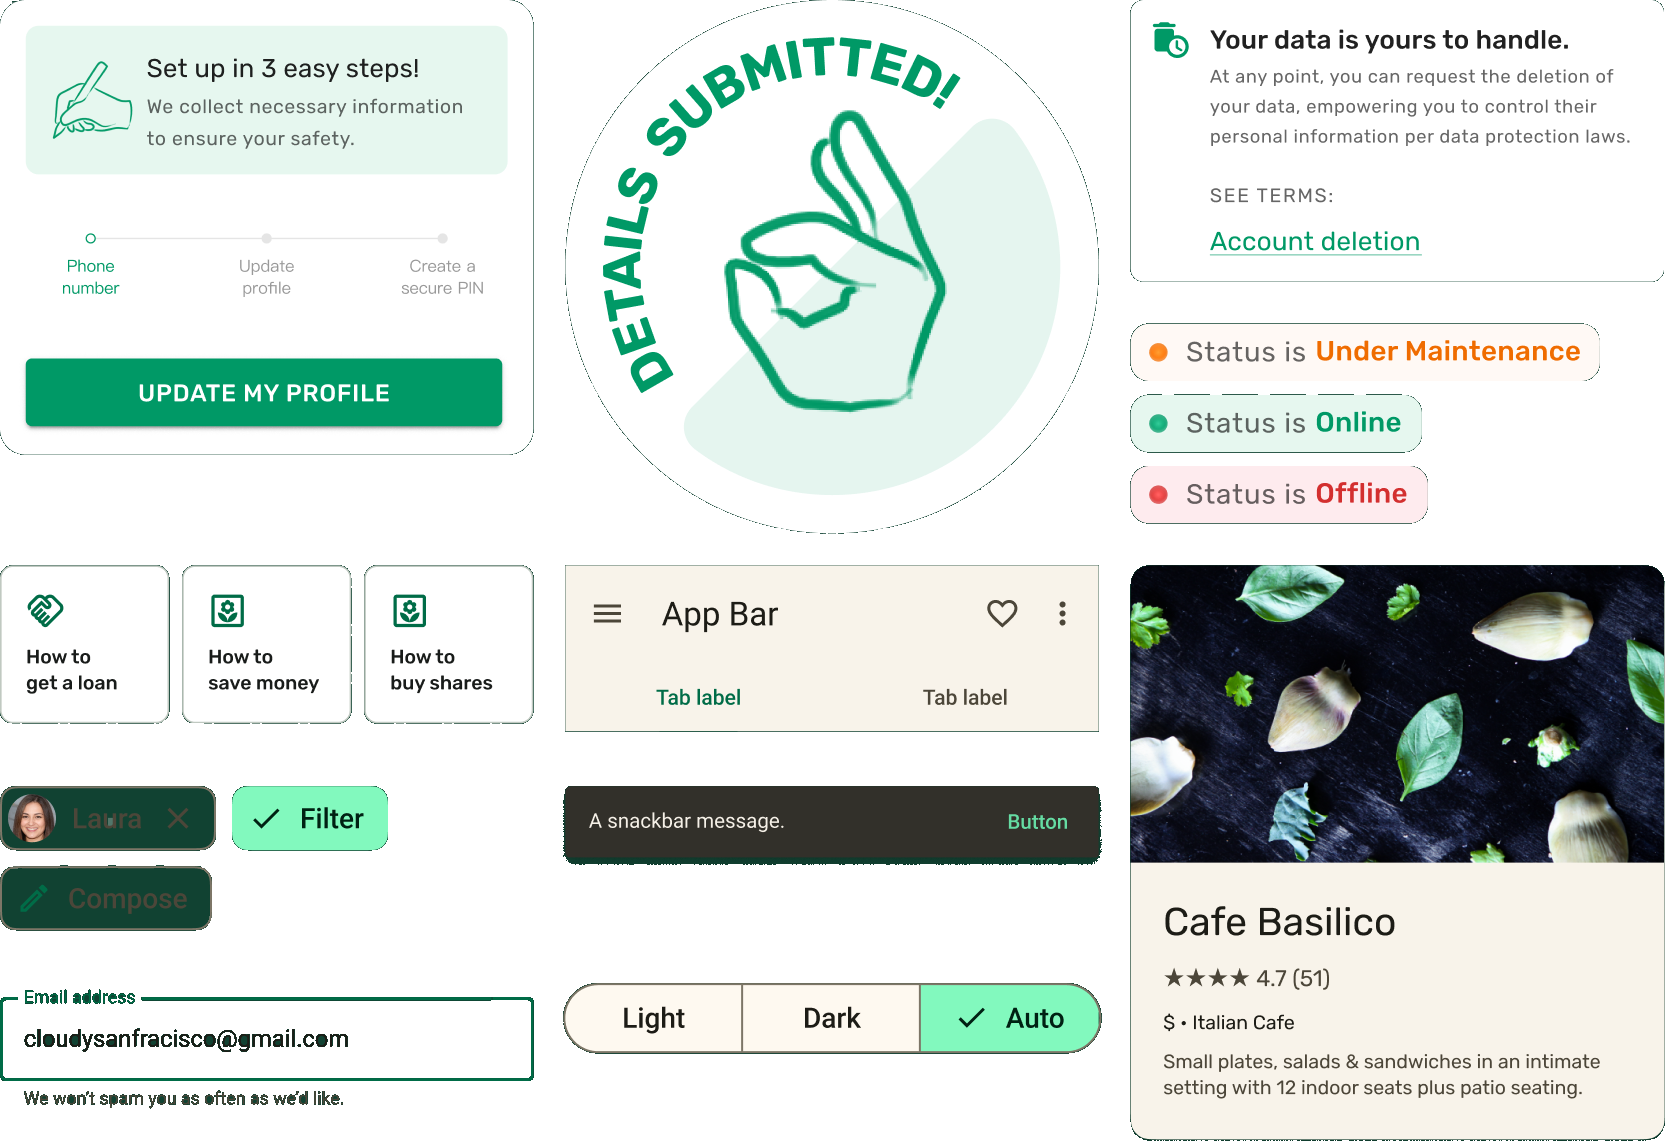 Set up in 3 easy steps!
We collect necessary information
to ensure your safety.
Phone
number
Update
profile
Create a
secure PIN
UPDATE MY PROFILE
DETAILS SUBMITTED!
Your data is yours to handle.
At any point, you can request the deletion of
your data, empowering you to control their
personal information per data protection laws.
SEE TERMS:
Account deletion
Status is Under Maintenance
Status is Online
Status is Offline
How to
get a loan
How to
save money
How to
buy shares
App Bar
Tab label
Tab label
Laura
Filter
Compose
A snackbar message.
Button
Email address
cloudysanfracisco@gmail.com
We won't spam you as often as we'd like.
Light
Dark
Auto
Cafe Basilico
★★★★ 4.7 (51)
$ • Italian Cafe
Small plates, salads & sandwiches in an intimate
setting with 12 indoor seats plus patio seating.